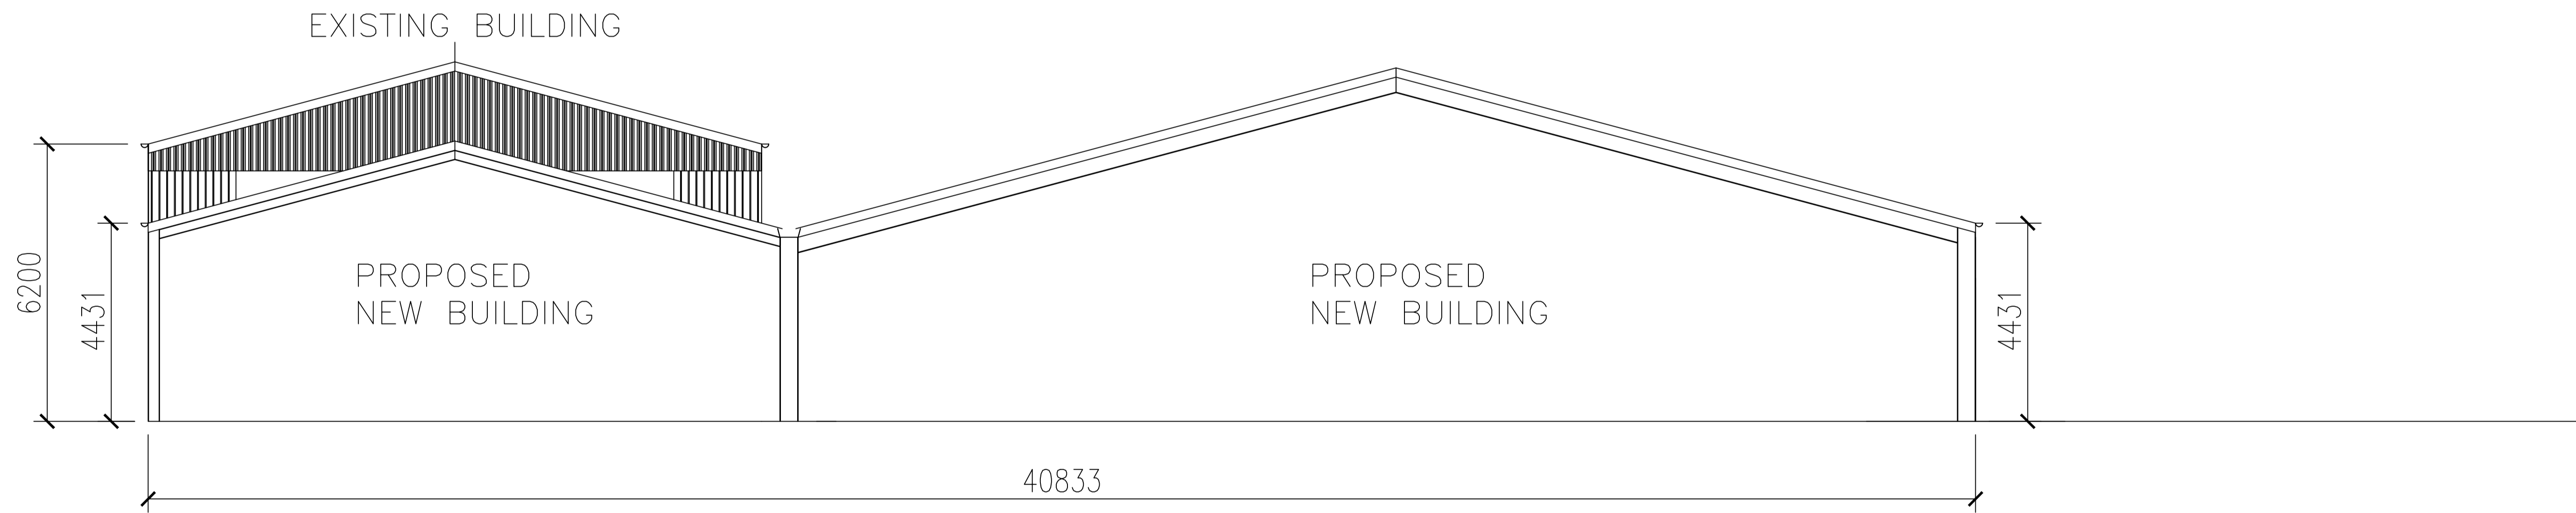 EXISTING BUILDING
6200
4431
PROPOSED
NEW BUILDING
PROPOSED
NEW BUILDING
4431
40833